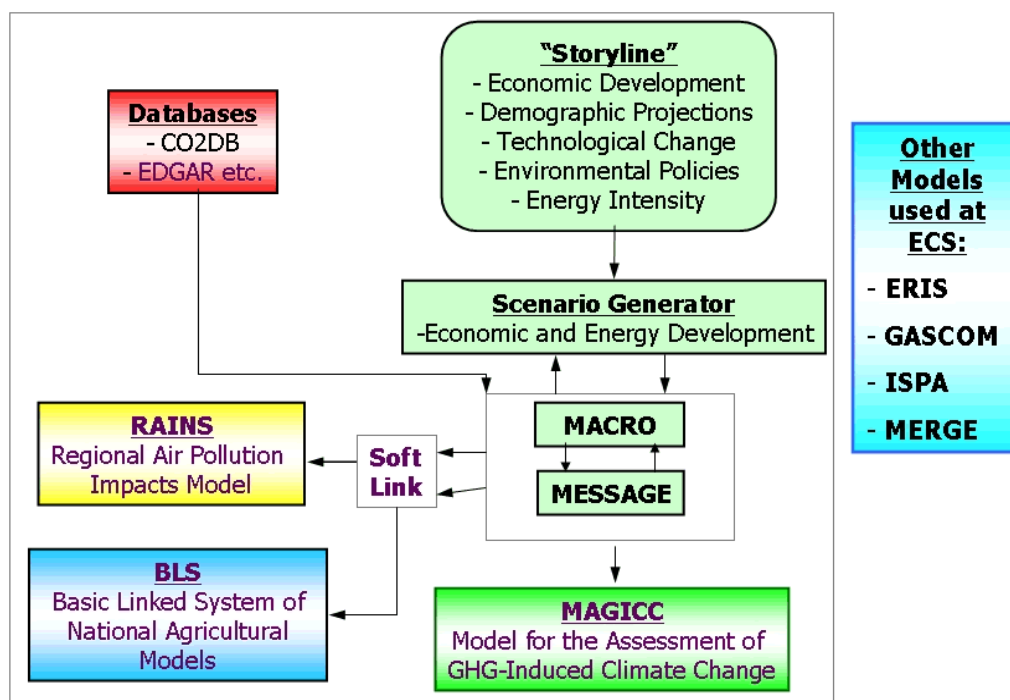 “Storyline”
- Economic Development
- Demographic Projections
- Technological Change
- Environmental Policies
- Energy Intensity
Databases
- CO2DB
- EDGAR etc.
Other
Models
used at
ECS:
- ERIS
- GASCOM
- ISPA
- MERGE
Scenario Generator
-Economic and Energy Development
MACRO
MESSAGE
RAINS
Regional Air Pollution
Impacts Model
Soft
Link
BLS
Basic Linked System of
National Agricultural
Models
MAGICC
Model for the Assessment of
GHG-Induced Climate Change